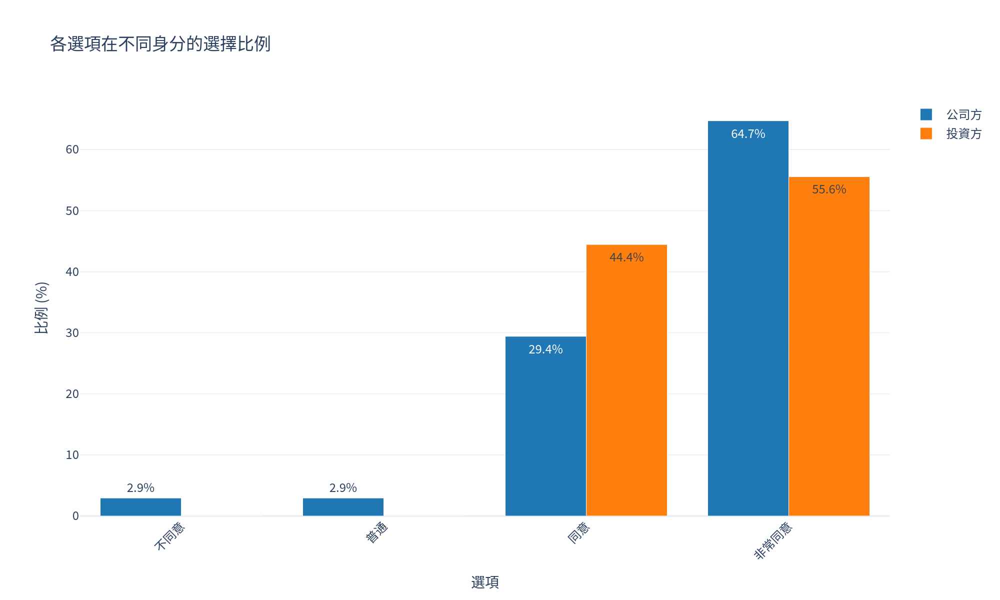 各選項在不同身分的選擇比例
公司方
投資方
比例 (%)
60
50
40
30
20
10
0
2.9%
2.9%
29.4%
44.4%
64.7%
55.6%
不同意
普通
同意
非常同意
選項